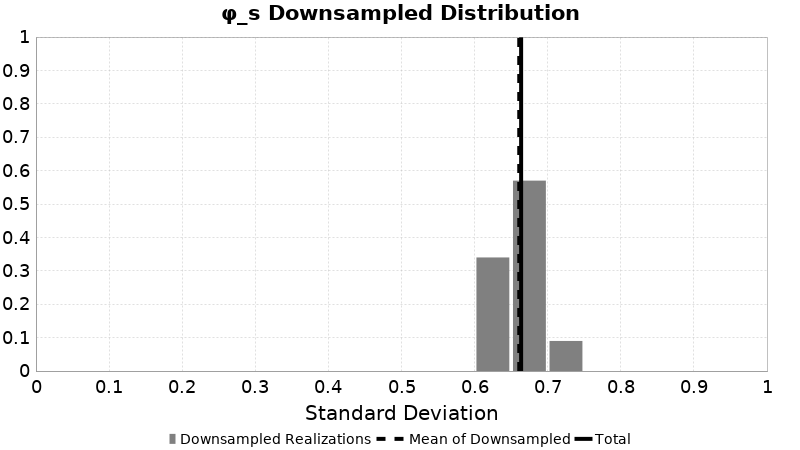 φ_s Downsampled Distribution
1
0.9
0.8
0.7
0.6
0.5
0.4
0.3
0.2
0.1
0
0 0.1 0.2 0.3 0.4 0.5 0.6 0.7 0.8 0.9 1
Standard Deviation
Downsampled Realizations Mean of Downsampled Total